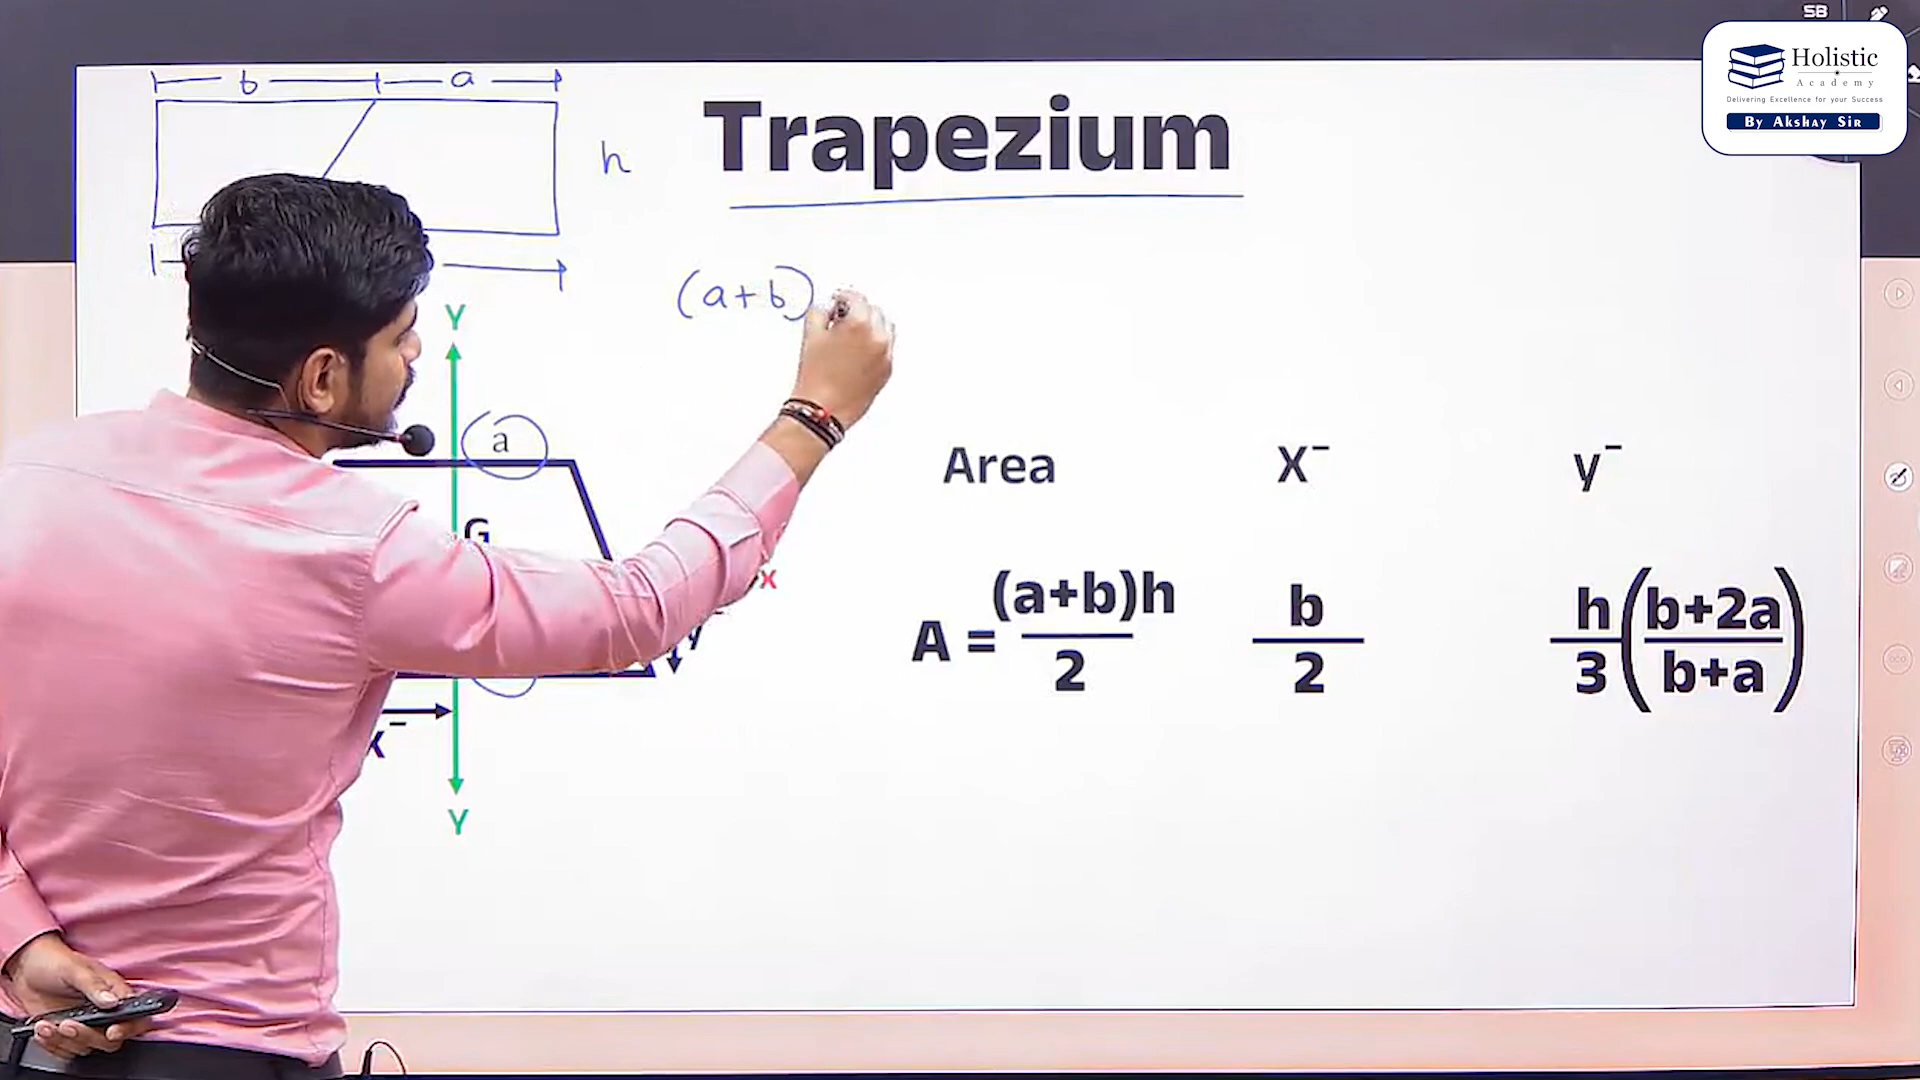 SB
Holistic
Academy
Delivering Excellence for your Success
By Akshay Sir
b a
h
Trapezium
(a+b)
Y
a
G
x
y
x̄
Y
Area X⁻ y⁻
A = (a+b)h / 2
b / 2
h / 3 (b+2a / b+a)